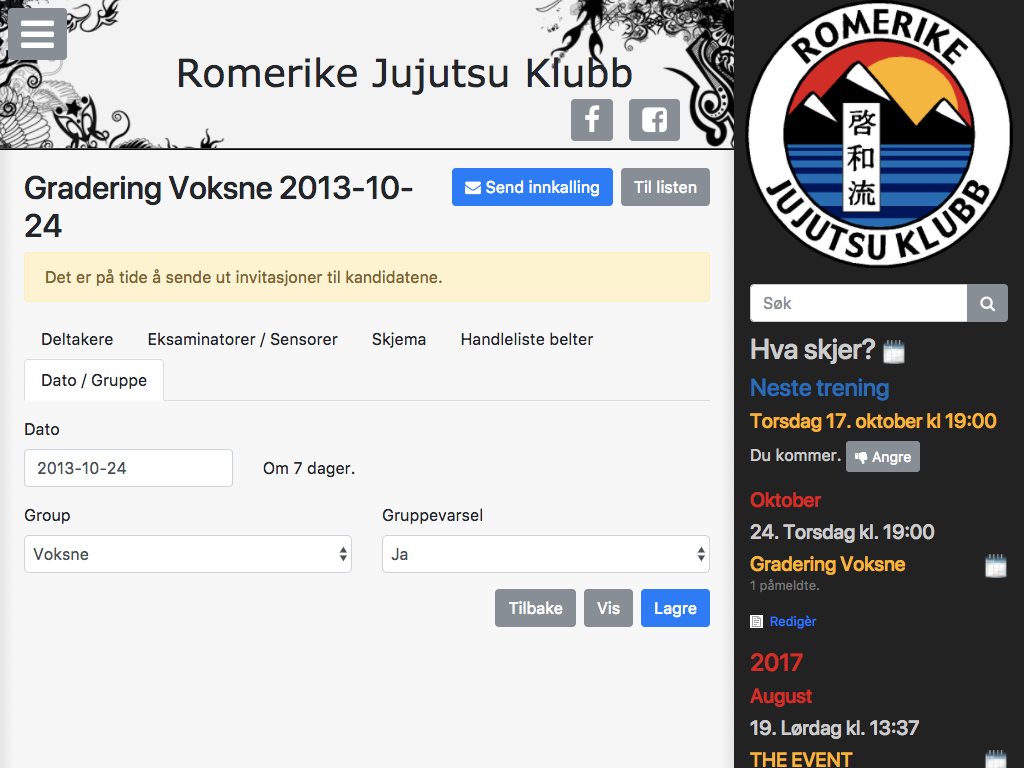 Romerike Jujutsu Klubb
Gradering Voksne 2013-10-
24
Send innkalling
Til listen
Det er på tide å sende ut invitasjoner til kandidatene.
Deltakere
Eksaminatorer / Sensorer
Skjema
Handleliste belter
Dato / Gruppe
Dato
2013-10-24
Om 7 dager.
Group
Gruppevarsel
Voksne
Ja
Tilbake
Vis
Lagre
ROMERIKE
啓和流
JUJUTSU KLUBB
Søk
Hva skjer?
Neste trening
Torsdag 17. oktober kl 19:00
Du kommer.
Angre
Oktober
24. Torsdag kl. 19:00
Gradering Voksne
1 påmeldte.
Redigèr
2017
August
19. Lørdag kl. 13:37
THE EVENT